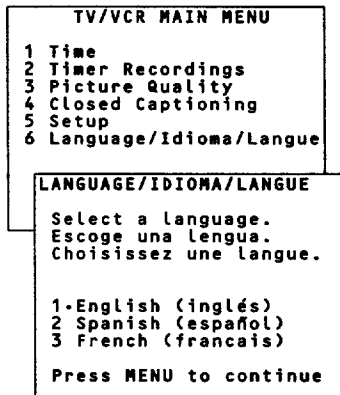 TV/VCR MAIN MENU
1 Time
2 Timer Recordings
3 Picture Quality
4 Closed Captioning
5 Setup
6 Language/Idioma/Langue
LANGUAGE/IDIOMA/LANGUE
Select a language.
Escoge una lengua.
Choisissez une langue.
1•English (inglés)
2 Spanish (español)
3 French (francais)
Press MENU to continue